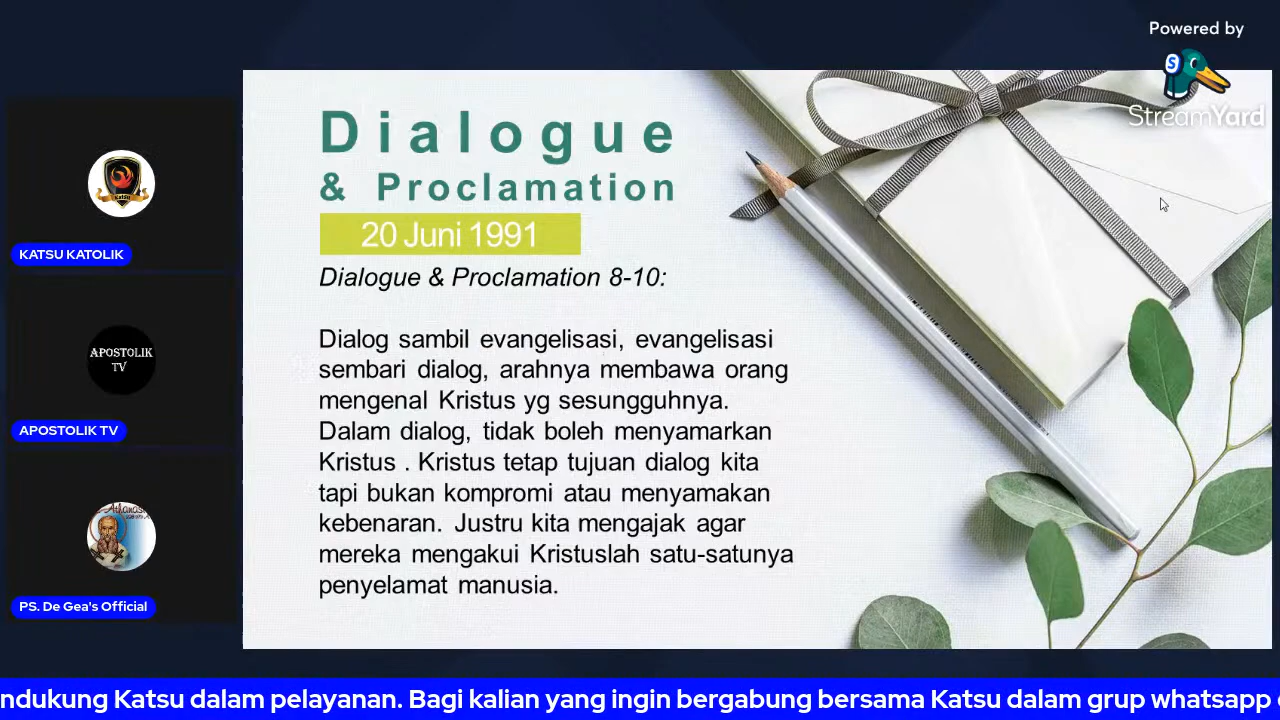 Powered by
StreamYard
Dialogue
& Proclamation
20 Juni 1991
Dialogue & Proclamation 8-10:
Dialog sambil evangelisasi, evangelisasi
sembari dialog, arahnya membawa orang
mengenal Kristus yg sesungguhnya.
Dalam dialog, tidak boleh menyamarkan
Kristus . Kristus tetap tujuan dialog kita
tapi bukan kompromi atau menyamakan
kebenaran. Justru kita mengajak agar
mereka mengakui Kristuslah satu-satunya
penyelamat manusia.
KATSU KATOLIK
APOSTOLIK
TV
APOSTOLIK TV
PS. De Gea's Official
ndukung Katsu dalam pelayanan. Bagi kalian yang ingin bergabung bersama Katsu dalam grup whatsapp